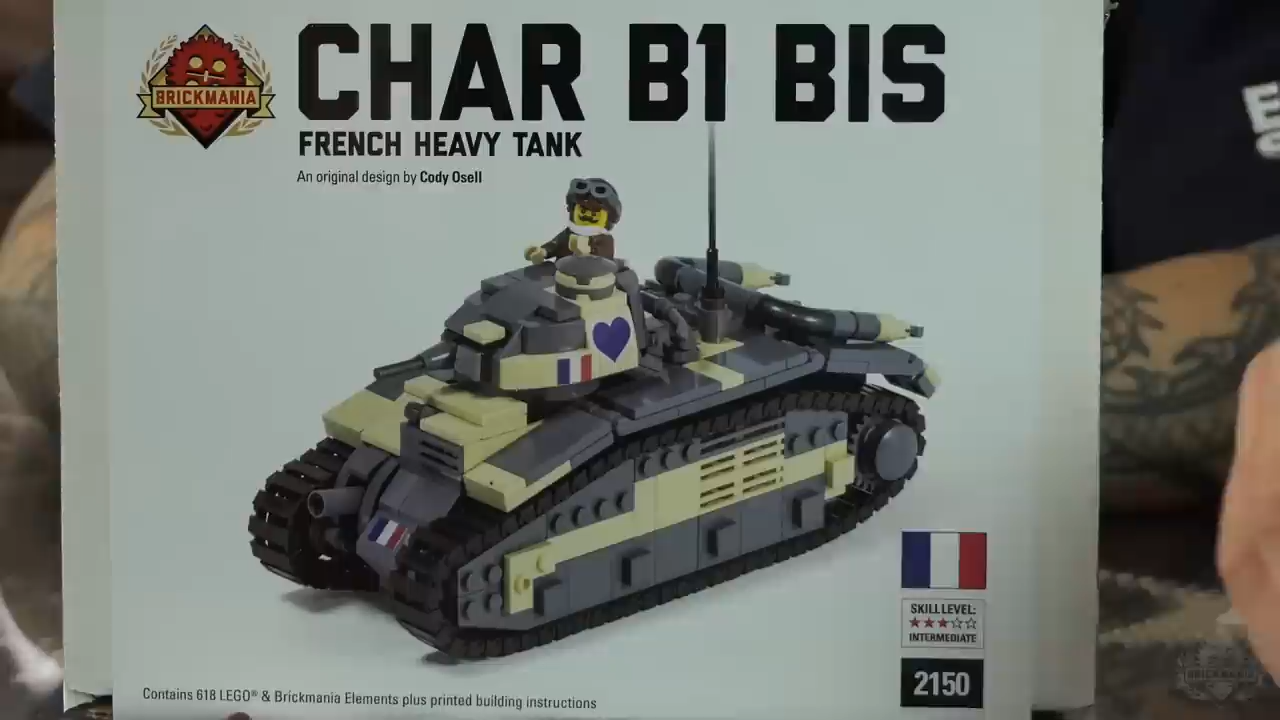 CHAR B1 BIS
BRICKMANIA
FRENCH HEAVY TANK
An original design by Cody Osell
SKILL LEVEL:
INTERMEDIATE
2150
Contains 618 LEGO® & Brickmania Elements plus printed building instructions
BRICKMANIA